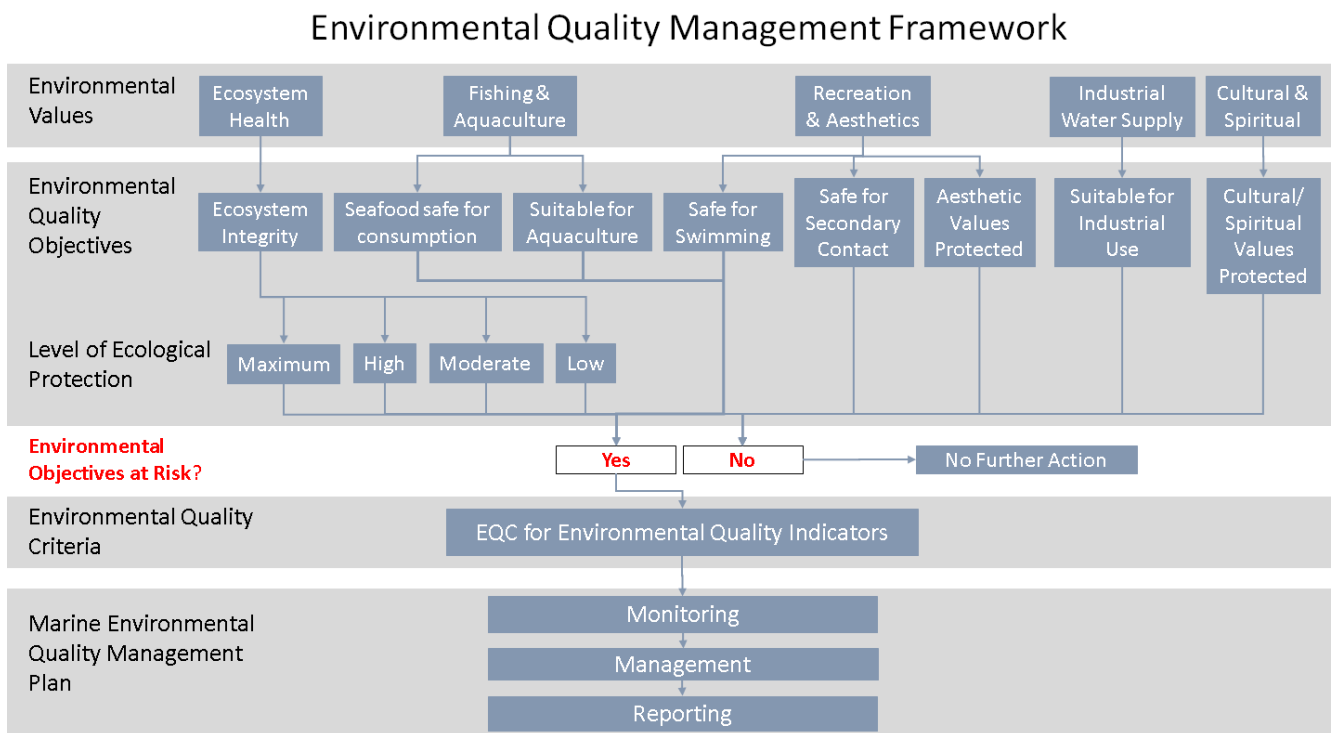 Environmental Quality Management Framework
Environmental
Values
Ecosystem
Health
Fishing &
Aquaculture
Recreation
& Aesthetics
Industrial
Water Supply
Cultural &
Spiritual
Environmental
Quality
Objectives
Ecosystem
Integrity
Seafood safe for
consumption
Suitable for
Aquaculture
Safe for
Swimming
Safe for
Secondary
Contact
Aesthetic
Values
Protected
Suitable for
Industrial
Use
Cultural/
Spiritual
Values
Protected
Level of Ecological
Protection
Maximum
High
Moderate
Low
Environmental
Objectives at Risk?
Yes
No
No Further Action
Environmental Quality
Criteria
EQC for Environmental Quality Indicators
Marine Environmental
Quality Management
Plan
Monitoring
Management
Reporting